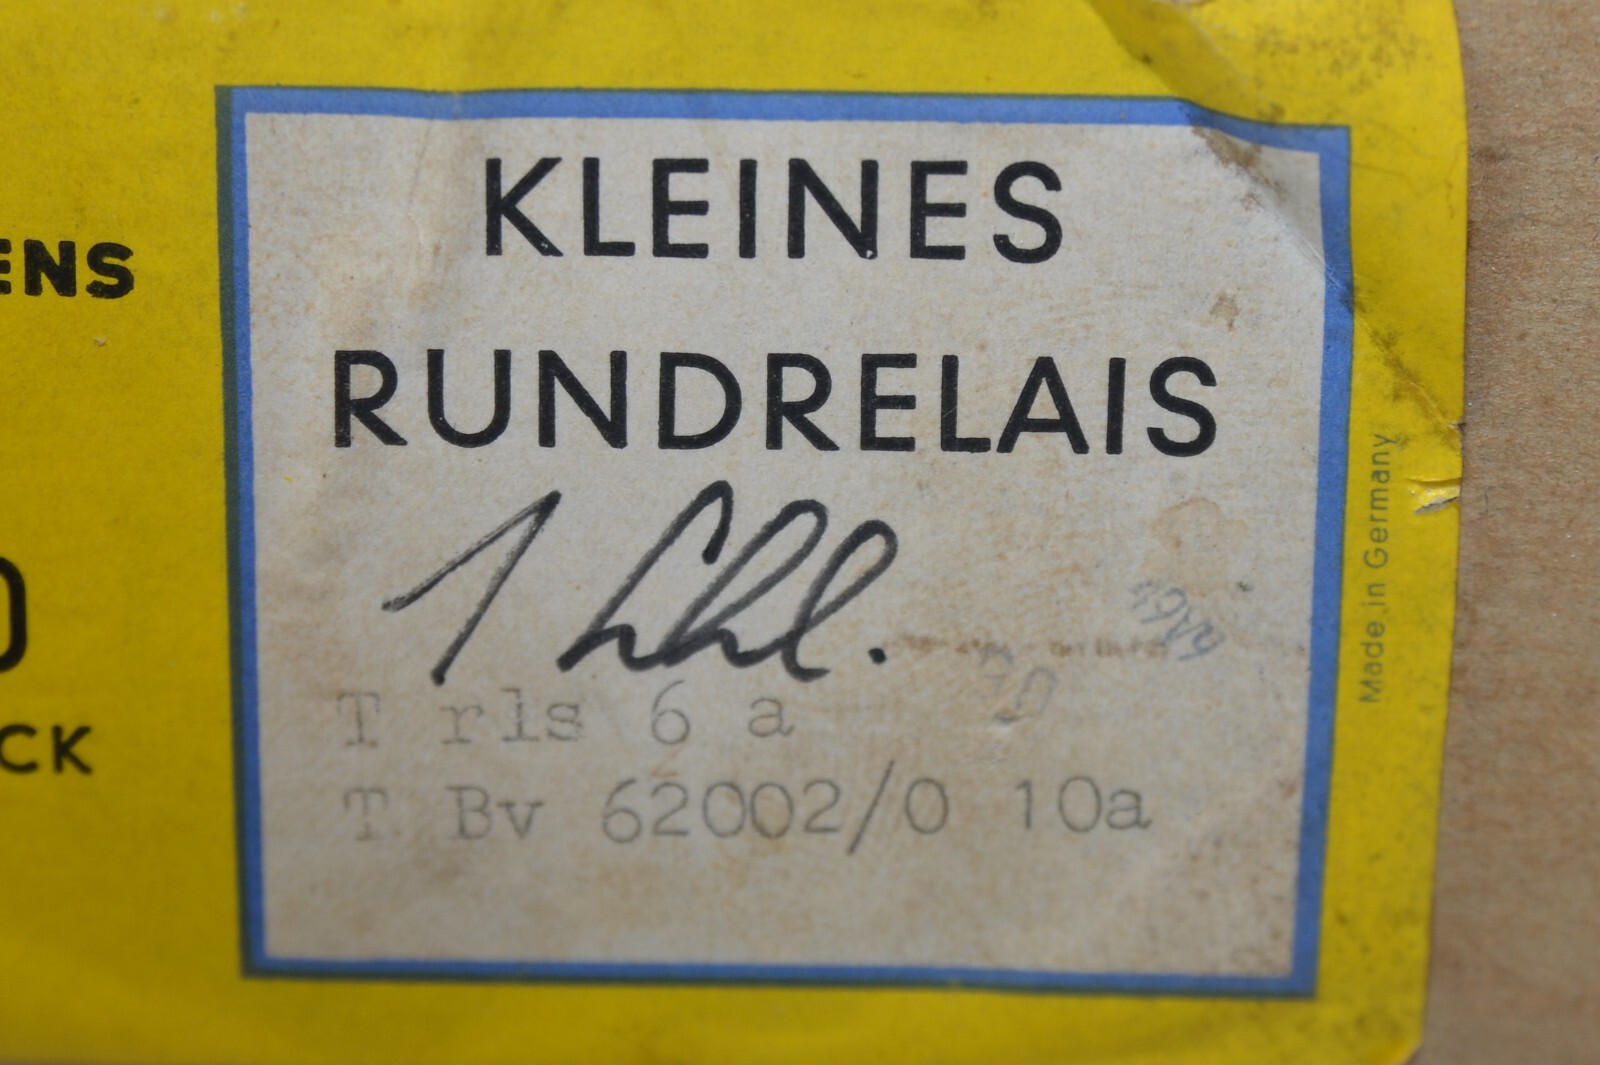 ENS
CK
KLEINES
RUNDRELAIS
T rls 6 a
T Bv 62002/0 10a
Made in Germany